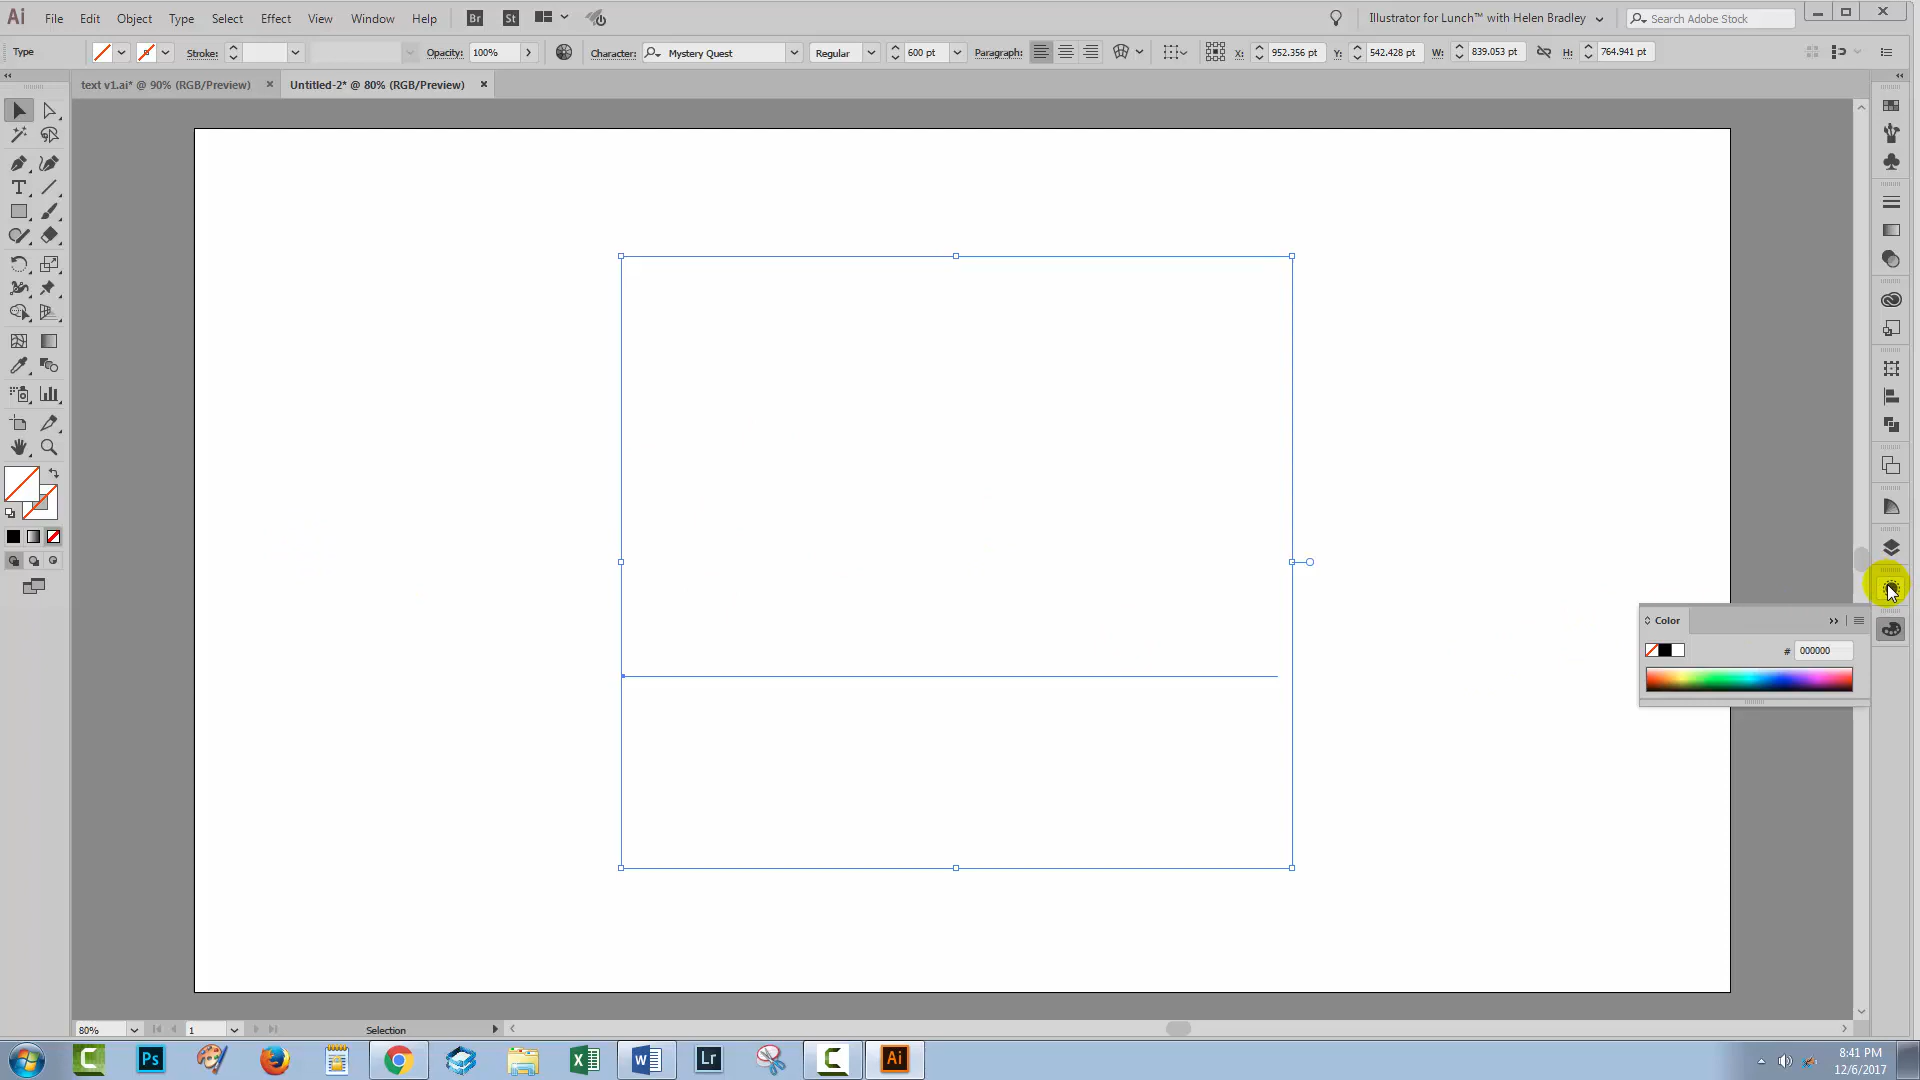 Ai File Edit Object Type Select Effect View Window Help Br St Illustrator for Lunch™ with Helen Bradley Search Adobe Stock
Type Stroke: Opacity: 100% Character: Mystery Quest Regular 600 pt Paragraph: X: 952.356 pt Y: 542.428 pt W: 839.053 pt H: 764.941 pt
text v1.ai* @ 90% (RGB/Preview) Untitled-2* @ 80% (RGB/Preview)
Color
# 000000
80% 1 Selection
Ps Lr Ai
8:41 PM
12/6/2017